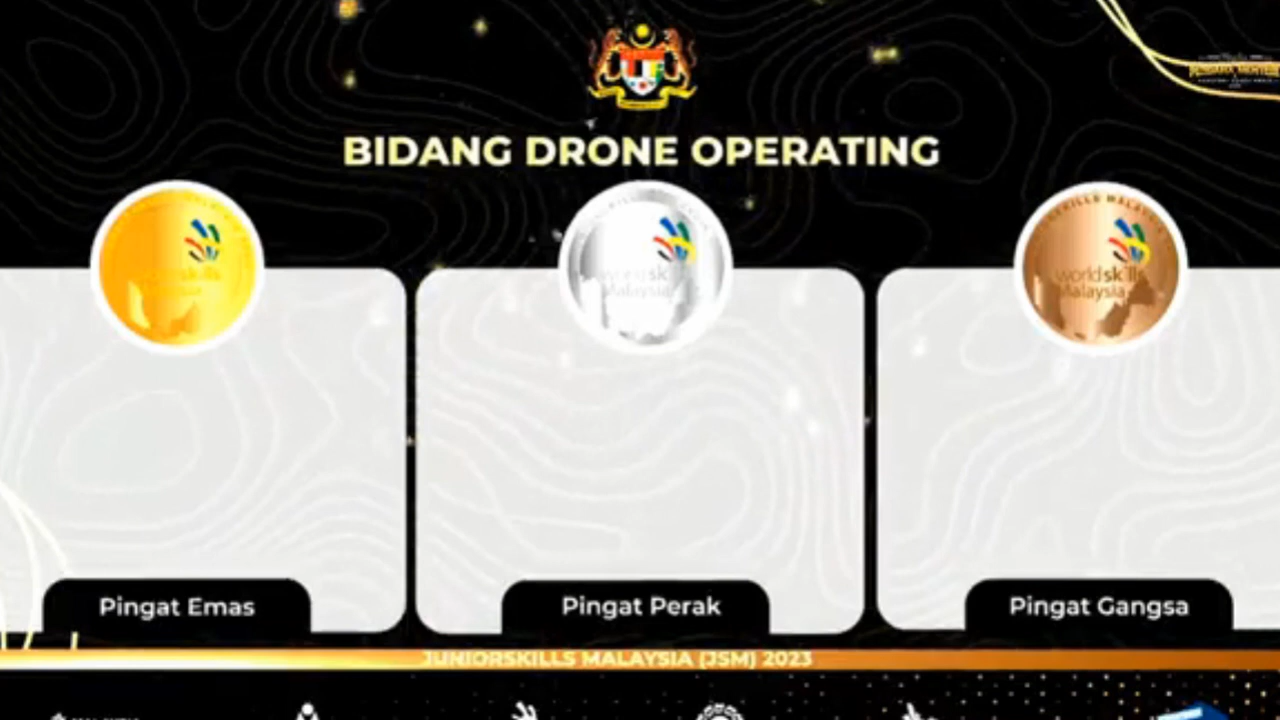 BIDANG DRONE OPERATING
worldskills
Malaysia
worldskills
Malaysia
Pingat Emas
Pingat Perak
Pingat Gangsa
JUNIORSKILLS MALAYSIA (JSM) 2023